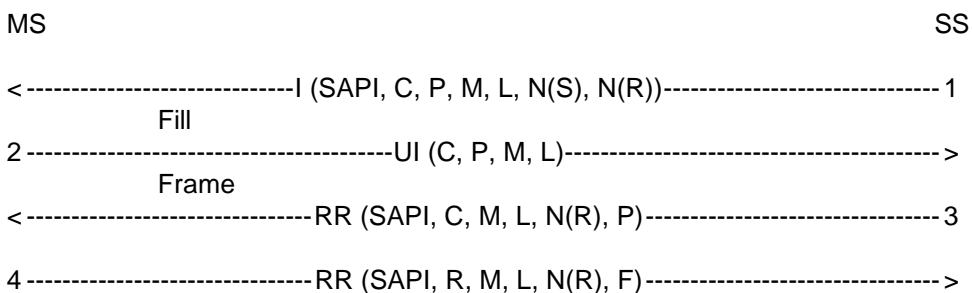 MS SS
< ------------------------------I (SAPI, C, P, M, L, N(S), N(R))------------------------------- 1
Fill
2 -----------------------------------------UI (C, P, M, L)------------------------------------------ >
Frame
< --------------------------------RR (SAPI, C, M, L, N(R), P)--------------------------------- 3
4 --------------------------------RR (SAPI, R, M, L, N(R), F)--------------------------------- >